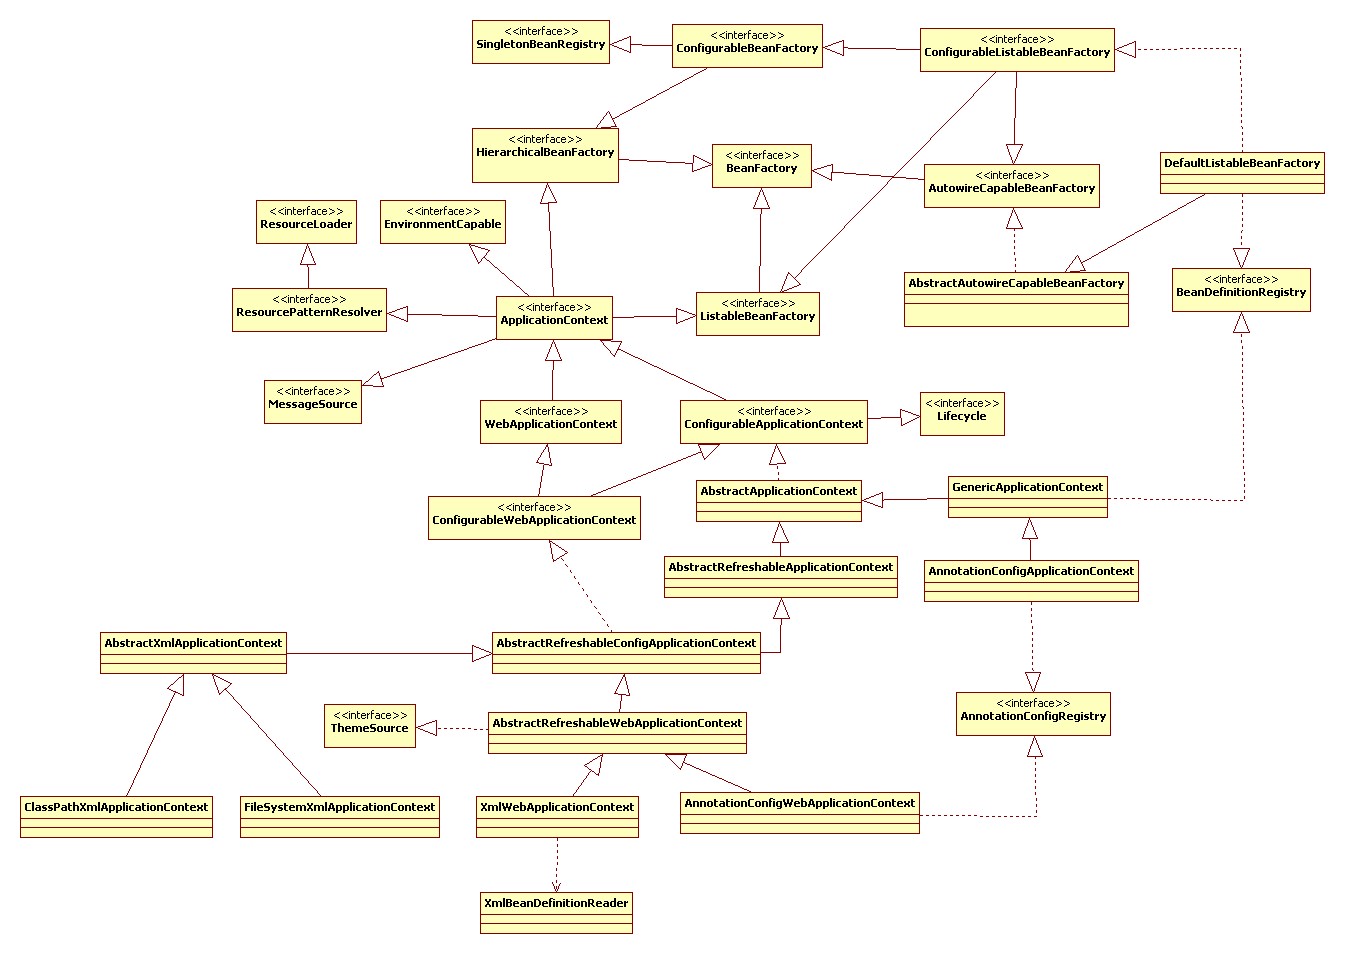 <<interface>>
SingletonBeanRegistry
<<interface>>
ConfigurableBeanFactory
<<interface>>
ConfigurableListableBeanFactory
<<interface>>
HierarchicalBeanFactory
<<interface>>
BeanFactory
<<interface>>
AutowireCapableBeanFactory
DefaultListableBeanFactory
<<interface>>
ResourceLoader
<<interface>>
EnvironmentCapable
<<interface>>
ResourcePatternResolver
<<interface>>
ApplicationContext
<<interface>>
ListableBeanFactory
AbstractAutowireCapableBeanFactory
<<interface>>
BeanDefinitionRegistry
<<interface>>
MessageSource
<<interface>>
WebApplicationContext
<<interface>>
ConfigurableApplicationContext
<<interface>>
Lifecycle
<<interface>>
ConfigurableWebApplicationContext
AbstractApplicationContext
GenericApplicationContext
AbstractRefreshableApplicationContext
AnnotationConfigApplicationContext
AbstractXmlApplicationContext
AbstractRefreshableConfigApplicationContext
<<interface>>
ThemeSource
AbstractRefreshableWebApplicationContext
<<interface>>
AnnotationConfigRegistry
ClassPathXmlApplicationContext
FileSystemXmlApplicationContext
XmlWebApplicationContext
AnnotationConfigWebApplicationContext
XmlBeanDefinitionReader